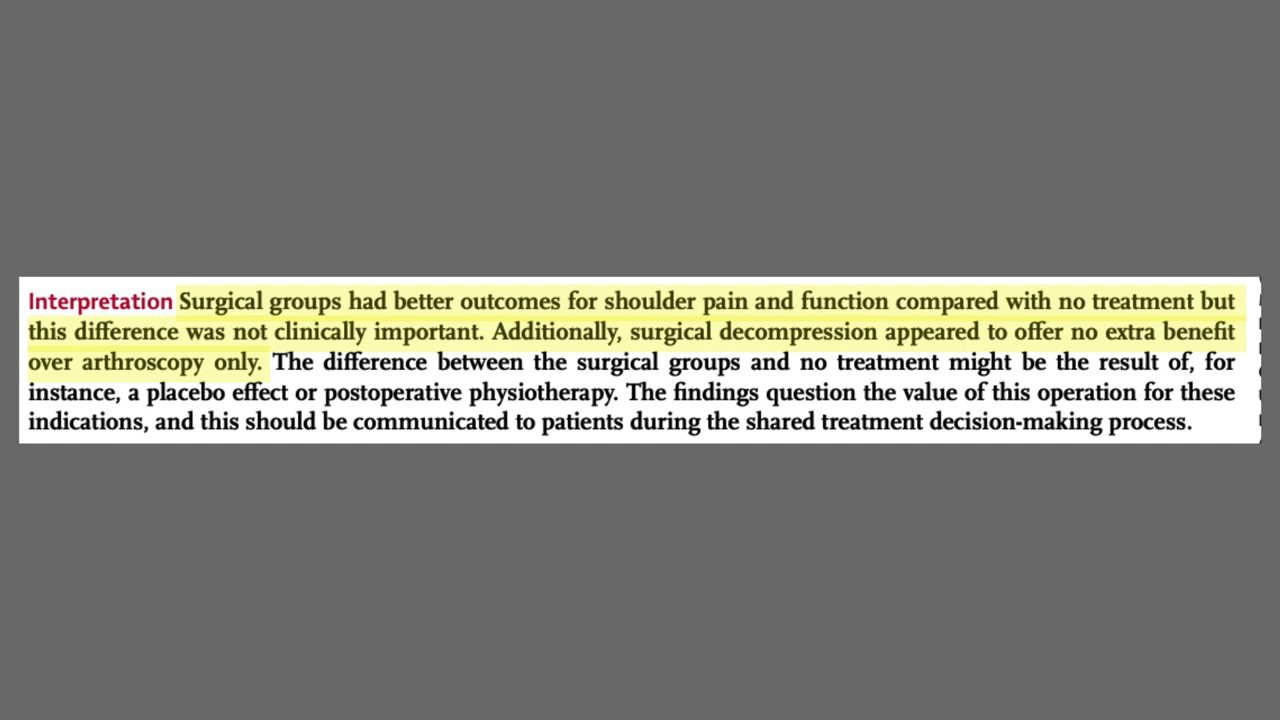 Interpretation Surgical groups had better outcomes for shoulder pain and function compared with no treatment but
this difference was not clinically important. Additionally, surgical decompression appeared to offer no extra benefit
over arthroscopy only. The difference between the surgical groups and no treatment might be the result of, for
instance, a placebo effect or postoperative physiotherapy. The findings question the value of this operation for these
indications, and this should be communicated to patients during the shared treatment decision-making process.